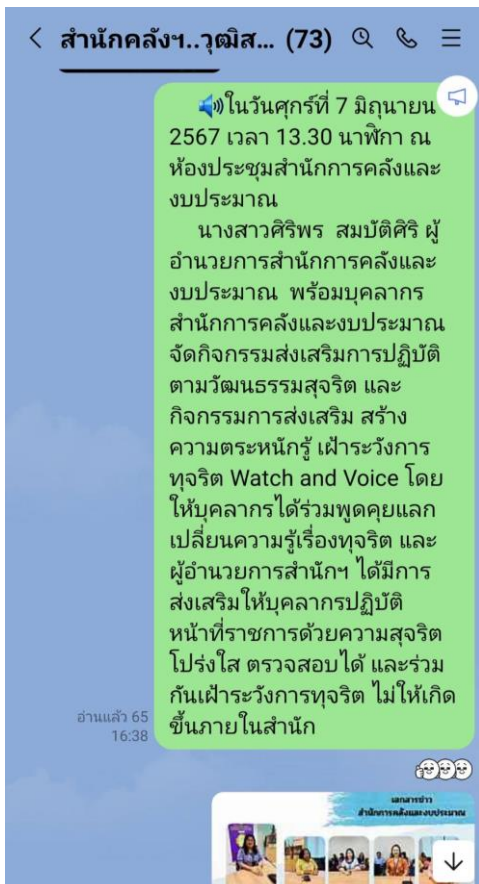 สำนักคลังฯ..วุฒิส... (73)
ในวันศุกร์ที่ 7 มิถุนายน
2567 เวลา 13.30 นาฬิกา ณ
ห้องประชุมสำนักการคลังและ
งบประมาณ
นางสาวศิริพร สมบัติศิริ ผู้
อำนวยการสำนักการคลังและ
งบประมาณ พร้อมบุคลากร
สำนักการคลังและงบประมาณ
จัดกิจกรรมส่งเสริมการปฏิบัติ
ตามวัฒนธรรมสุจริต และ
กิจกรรมการส่งเสริม สร้าง
ความตระหนักรู้ เฝ้าระวังการ
ทุจริต Watch and Voice โดย
ให้บุคลากรได้ร่วมพูดคุยแลก
เปลี่ยนความรู้เรื่องทุจริต และ
ผู้อำนวยการสำนักฯ ได้มีการ
ส่งเสริมให้บุคลากรปฏิบัติ
หน้าที่ราชการด้วยความสุจริต
โปร่งใส ตรวจสอบได้ และร่วม
กันเฝ้าระวังการทุจริต ไม่ให้เกิด
ขึ้นภายในสำนัก
อ่านแล้ว 65
16:38
เอกสารข่าว
สำนักการคลังและงบประมาณ